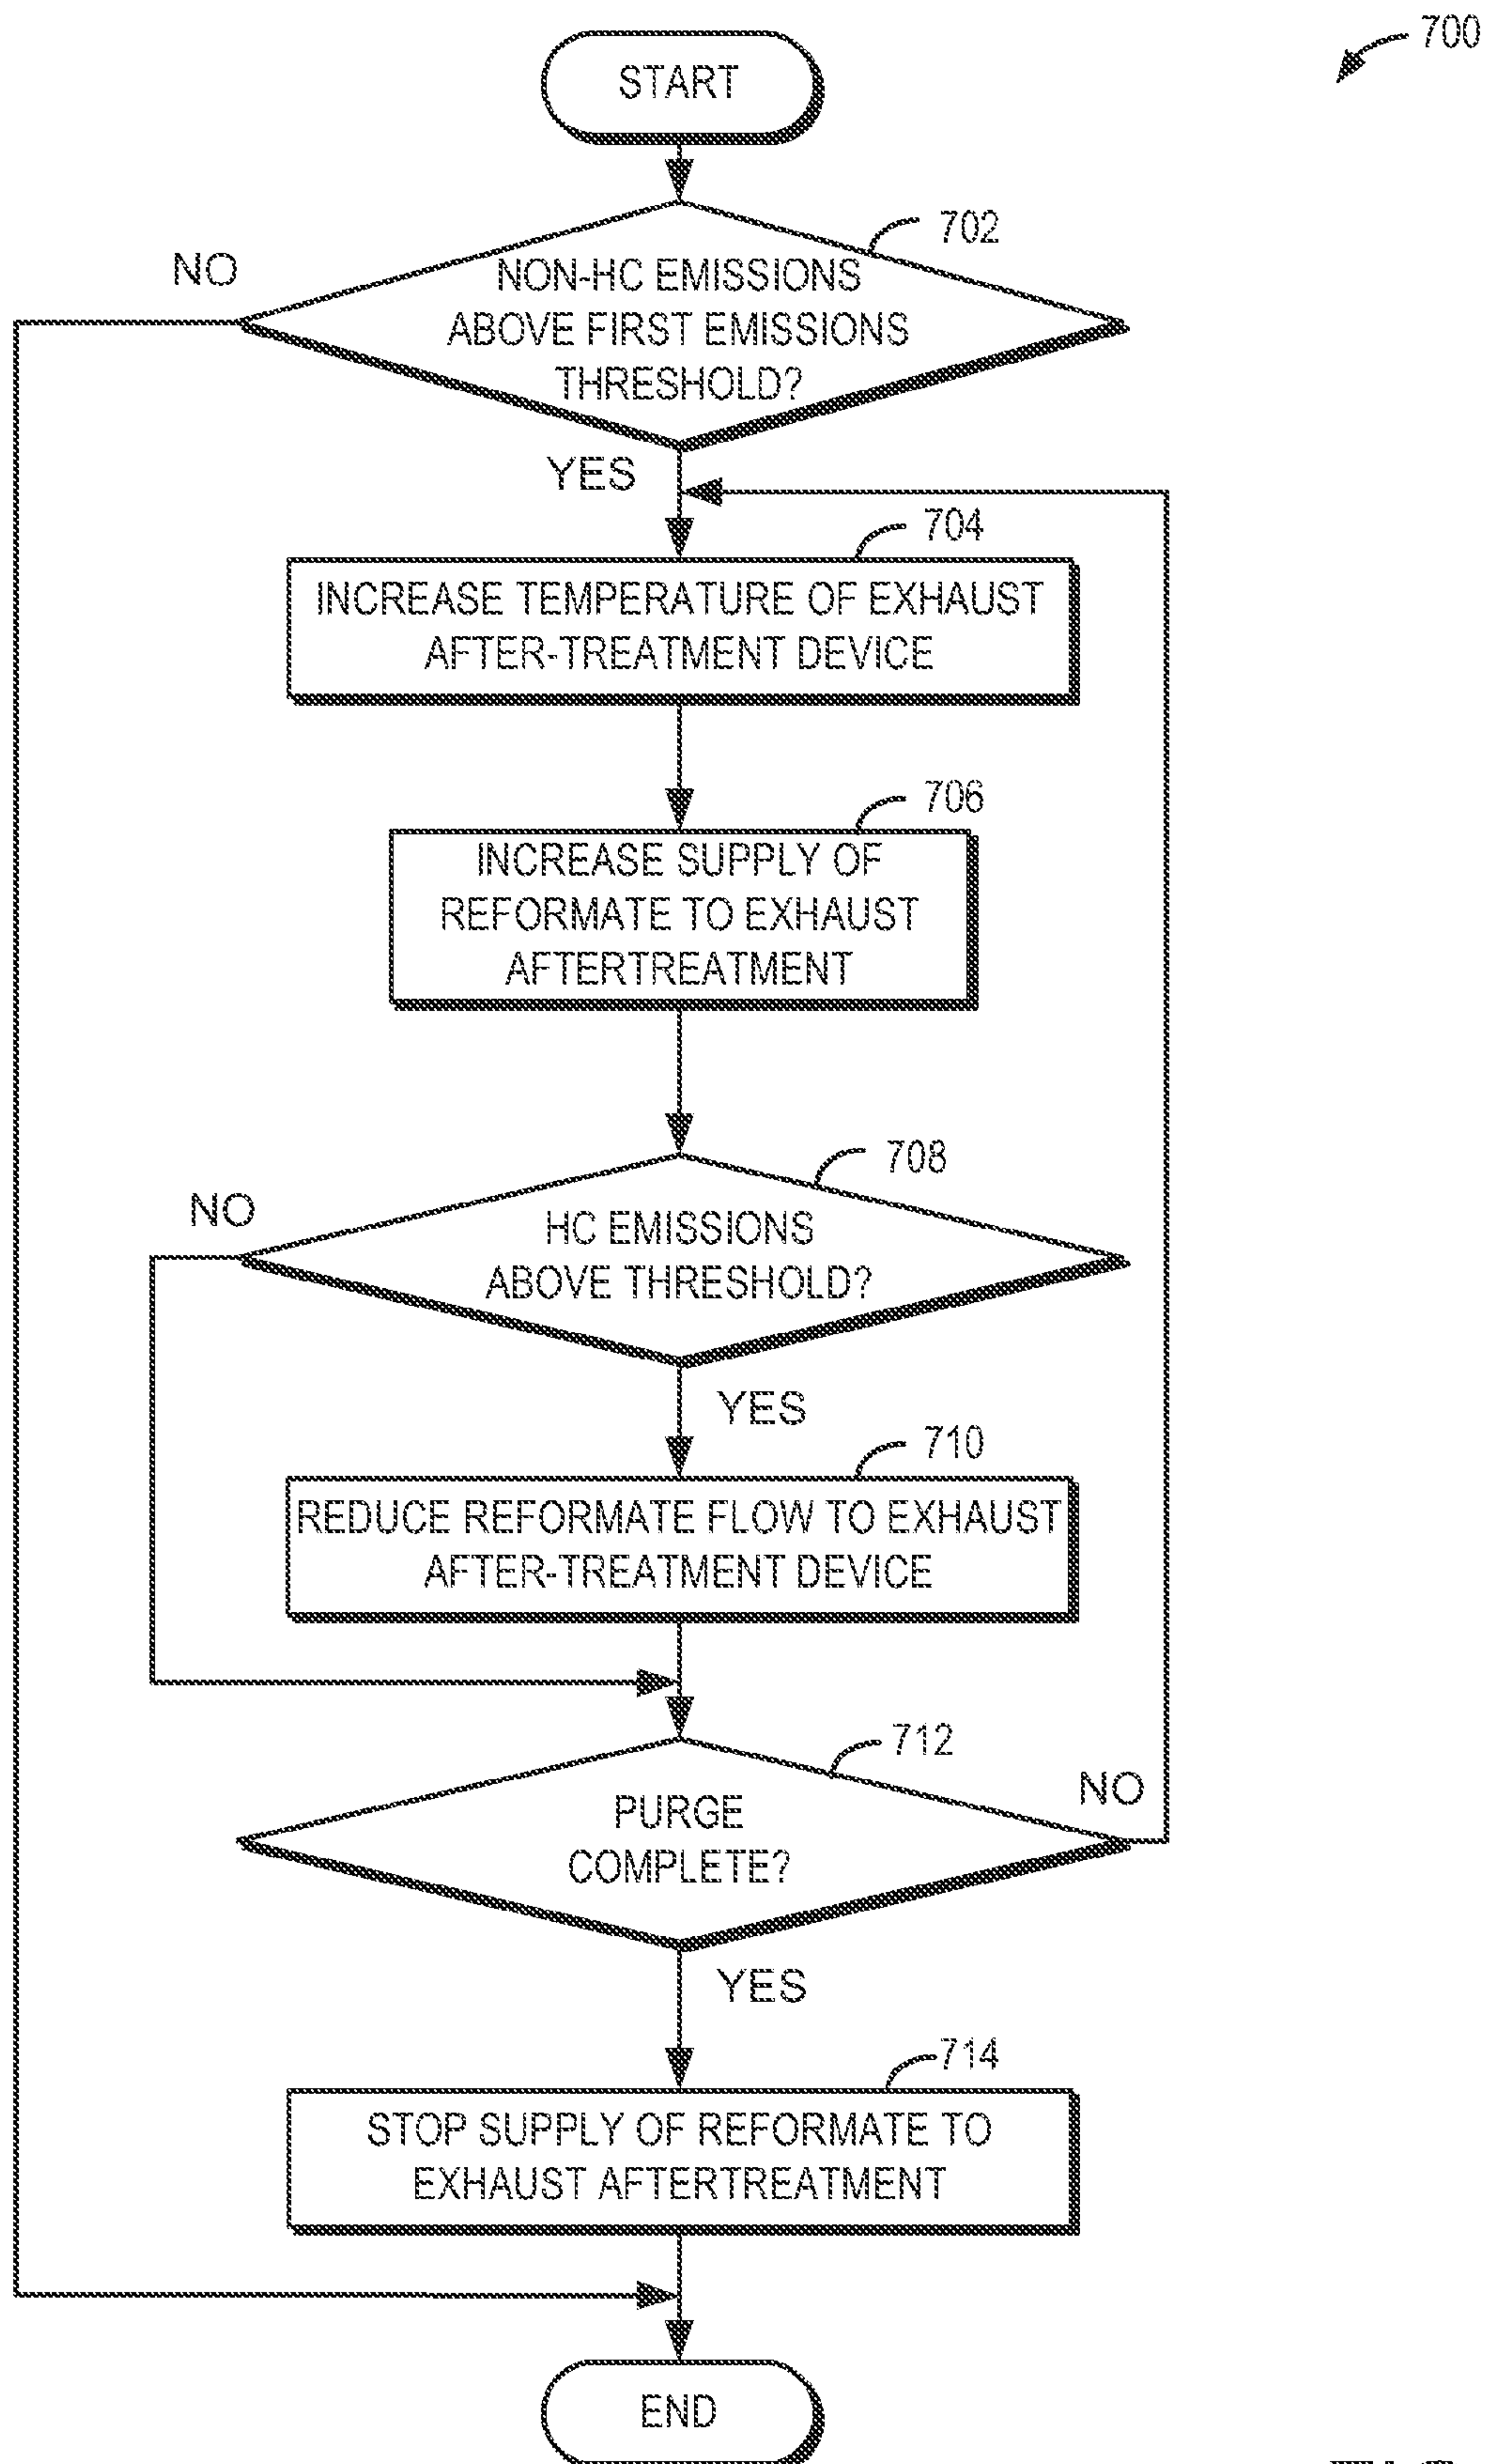 700
START
702
NO
NON-HC EMISSIONS
ABOVE FIRST EMISSIONS
THRESHOLD?
YES
704
INCREASE TEMPERATURE OF EXHAUST
AFTER-TREATMENT DEVICE
706
INCREASE SUPPLY OF
REFORMATE TO EXHAUST
AFTERTREATMENT
708
NO
HC EMISSIONS
ABOVE THRESHOLD?
YES
710
REDUCE REFORMATE FLOW TO EXHAUST
AFTER-TREATMENT DEVICE
712
NO
PURGE
COMPLETE?
YES
714
STOP SUPPLY OF REFORMATE TO
EXHAUST AFTERTREATMENT
END